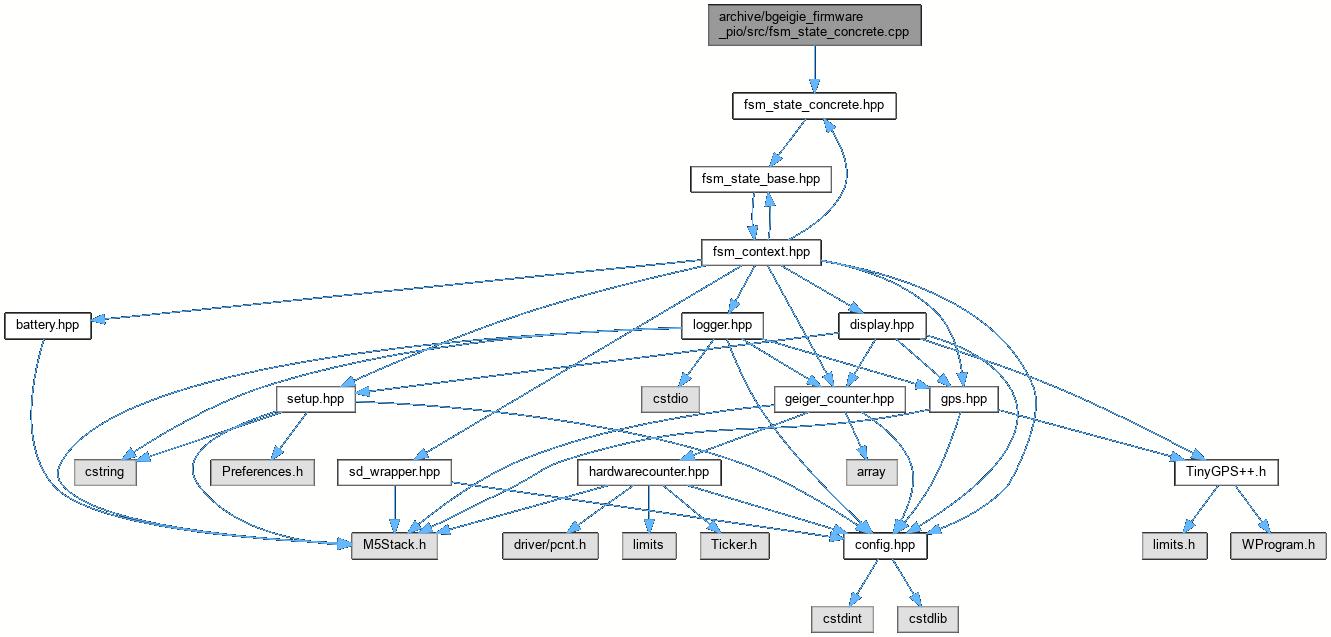 archive/bgeigie_firmware
_pio/src/fsm_state_concrete.cpp
fsm_state_concrete.hpp
fsm_state_base.hpp
fsm_context.hpp
battery.hpp
logger.hpp
display.hpp
setup.hpp
cstdio
geiger_counter.hpp
gps.hpp
cstring
Preferences.h
sd_wrapper.hpp
hardwarecounter.hpp
array
TinyGPS++.h
M5Stack.h
driver/pcnt.h
limits
Ticker.h
config.hpp
limits.h
WProgram.h
cstdint
cstdlib